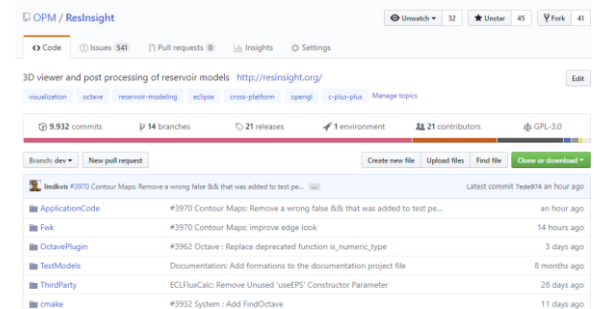 OPM / ResInsight
Unwatch 32 Unstar 45 Fork 41
Code Issues 541 Pull requests 0 Insights Settings
3D viewer and post processing of reservoir models http://resinsight.org/ Edit
visualization octave reservoir-modeling eclipse cross-platform opengl c-plus-plus Manage topics
9,932 commits 14 branches 21 releases 1 environment 21 contributors GPL-3.0
Branch: dev New pull request Create new file Upload files Find file Clone or download
lindkvis #3970 Contour Maps: Remove a wrong false && that was added to test pe... ... Latest commit 7ede874 an hour ago
ApplicationCode #3970 Contour Maps: Remove a wrong false && that was added to test pe... an hour ago
Fwk #3970 Contour Maps: improve edge look 14 hours ago
OctavePlugin #3962 Octave : Replace deprecated function is_numeric_type 3 days ago
TestModels Documentation: Add formations to the documentation project file 8 months ago
ThirdParty ECLFluxCalc: Remove Unused 'useEPS' Constructor Parameter 28 days ago
cmake #3932 System : Add FindOctave 11 days ago